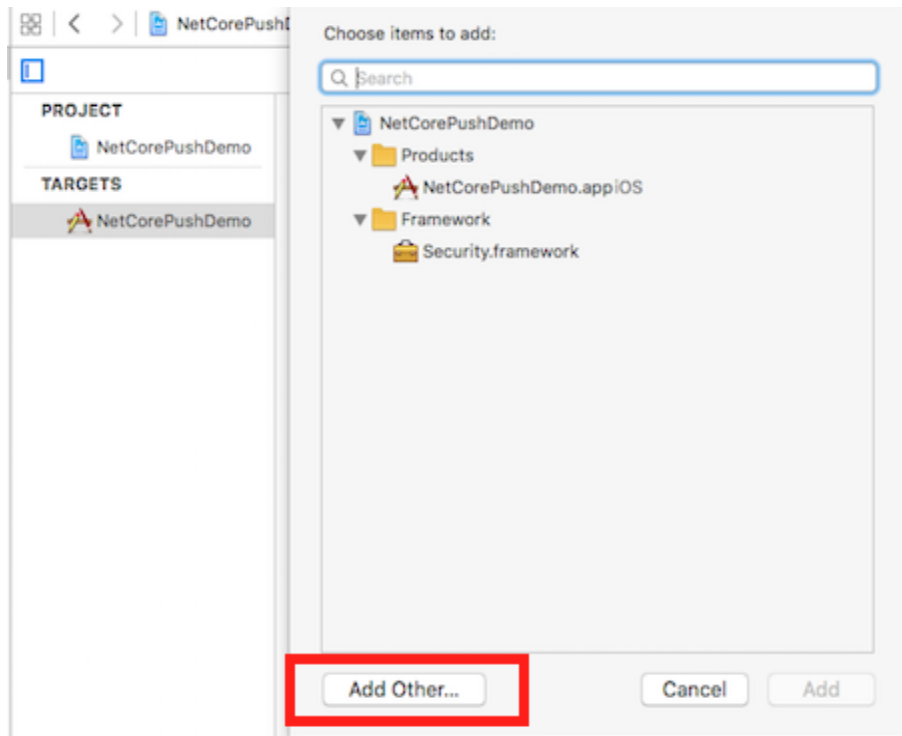 NetCorePushD
PROJECT
NetCorePushDemo
TARGETS
NetCorePushDemo
Choose items to add:
Search
NetCorePushDemo
Products
NetCorePushDemo.app iOS
Framework
Security.framework
Add Other...
Cancel
Add